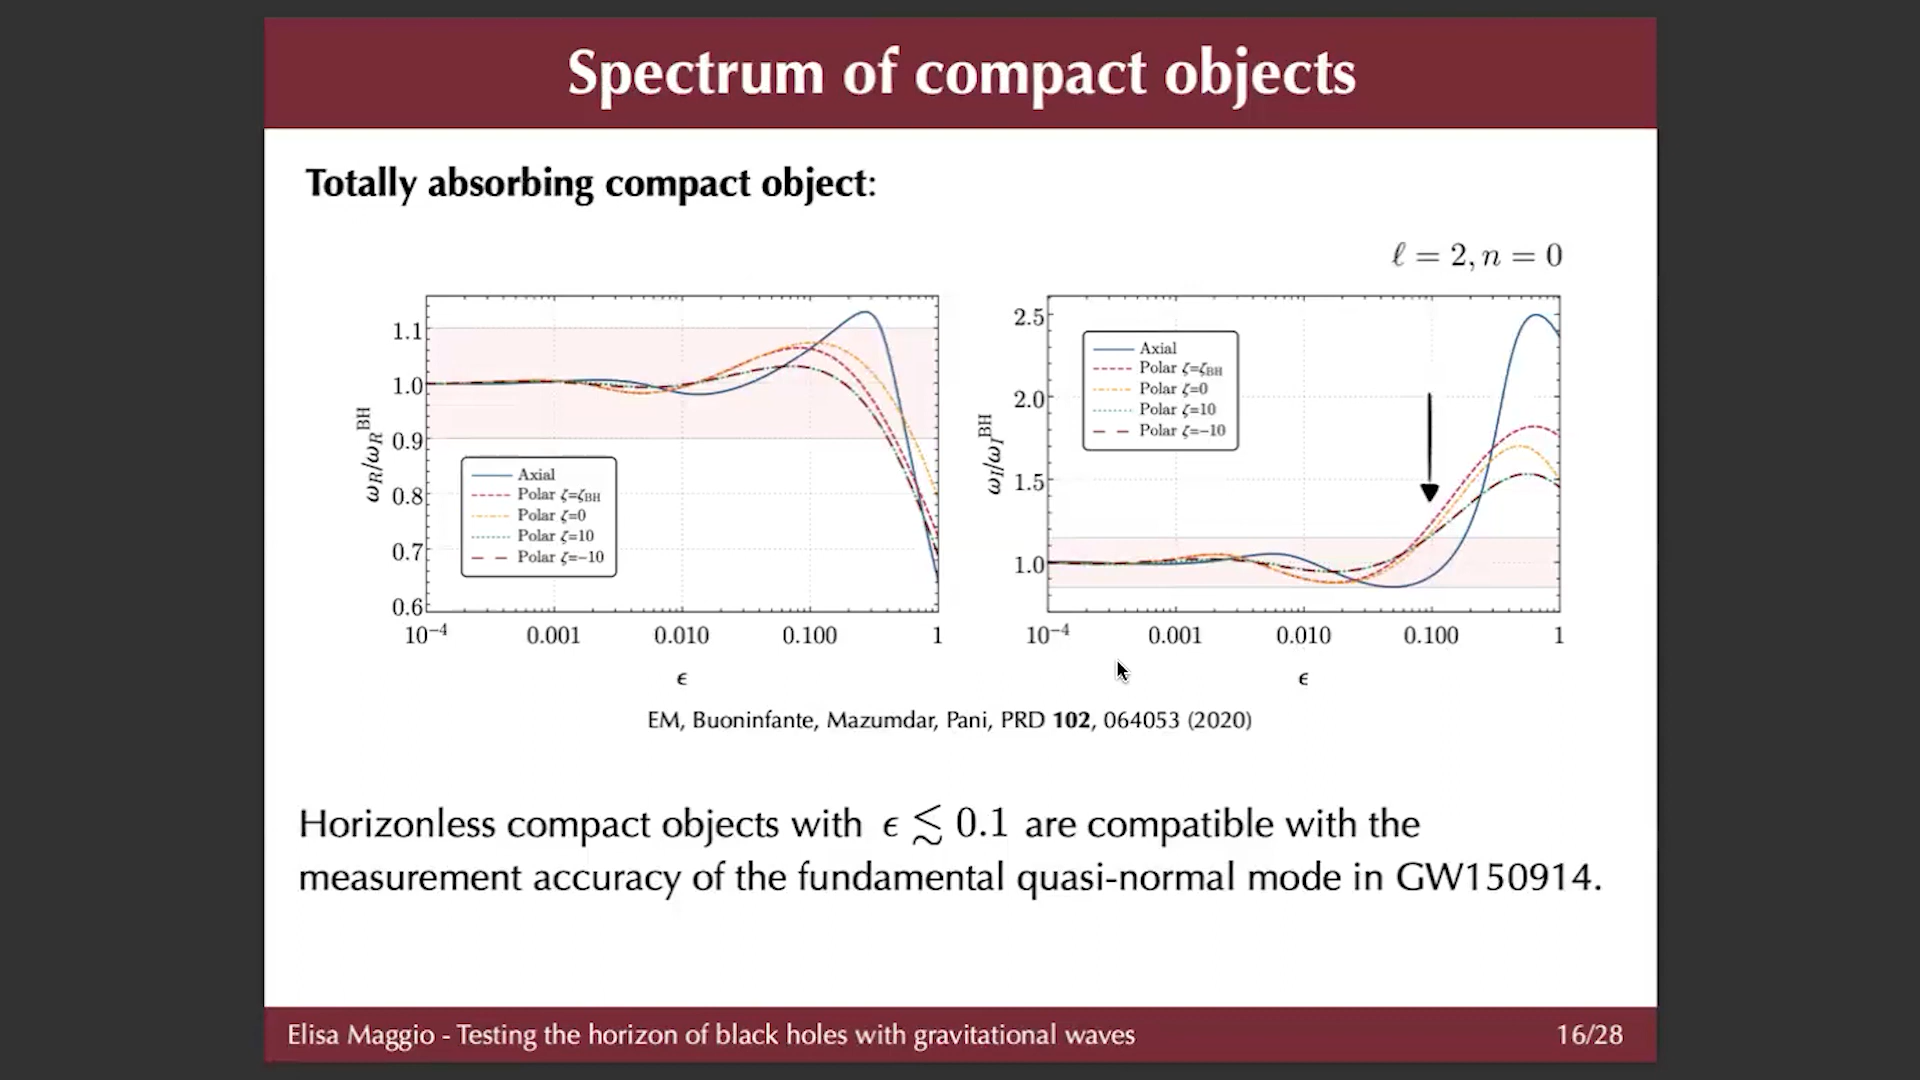 Spectrum of compact objects
Totally absorbing compact object:
ℓ = 2, n = 0
1.1
1.0
0.9
0.8
0.7
0.6
ω_R/ω_R^BH
Axial
Polar ζ=ζ_BH
Polar ζ=0
Polar ζ=10
Polar ζ=−10
10⁻⁴ 0.001 0.010 0.100 1
ϵ
2.5
2.0
1.5
1.0
ω_I/ω_I^BH
Axial
Polar ζ=ζ_BH
Polar ζ=0
Polar ζ=10
Polar ζ=−10
10⁻⁴ 0.001 0.010 0.100 1
ϵ
EM, Buoninfante, Mazumdar, Pani, PRD 102, 064053 (2020)
Horizonless compact objects with ϵ ≲ 0.1 are compatible with the
measurement accuracy of the fundamental quasi-normal mode in GW150914.
Elisa Maggio - Testing the horizon of black holes with gravitational waves 16/28